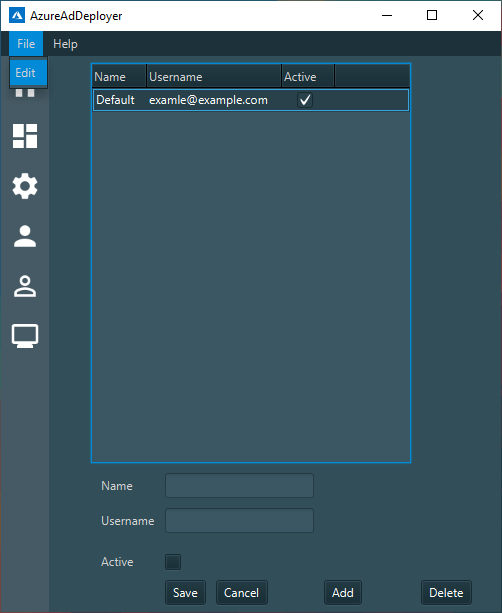 AzureAdDeployer
File Help
Edit
Name Username Active
Default examle@example.com
Name
Username
Active
Save Cancel Add Delete